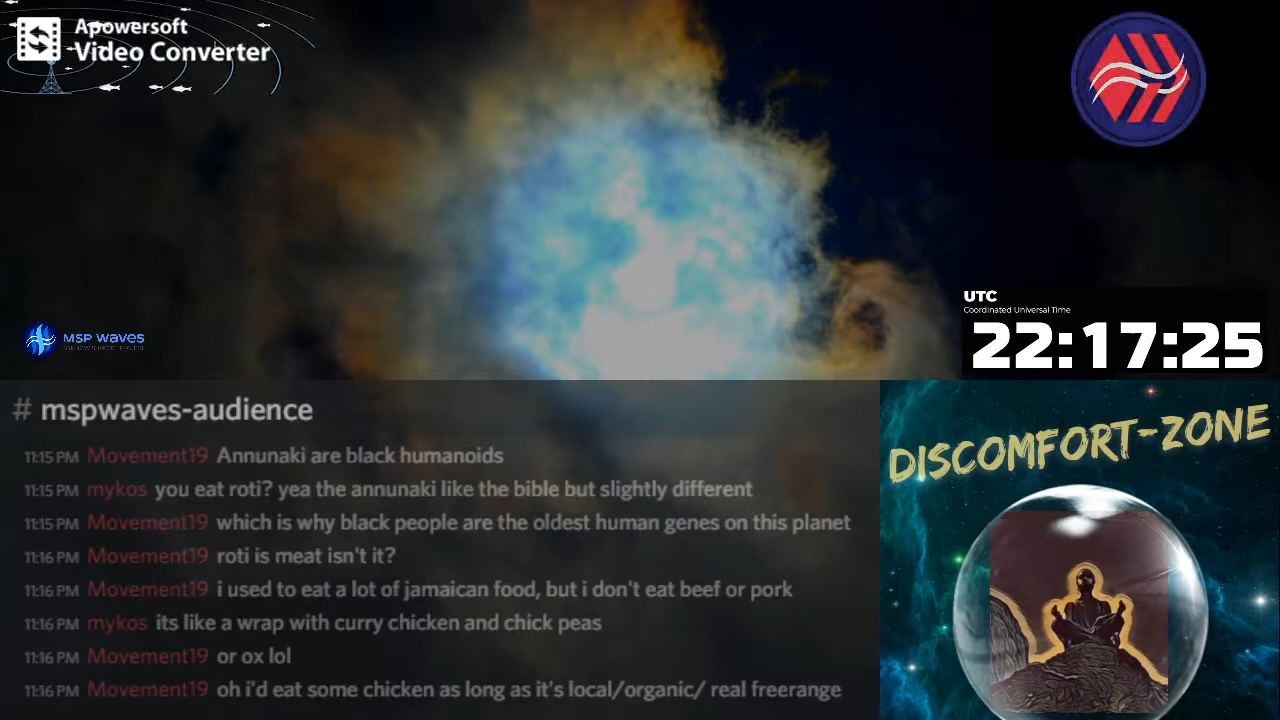 Apowersoft
Video Converter
UTC
Coordinated Universal Time
22:17:25
MSP WAVES
# mspwaves-audience
11:15 PM Movement19 Annunaki are black humanoids
11:15 PM mykos you eat roti? yea the annunaki like the bible but slightly different
11:15 PM Movement19 which is why black people are the oldest human genes on this planet
11:16 PM Movement19 roti is meat isn't it?
11:16 PM Movement19 i used to eat a lot of jamaican food, but i don't eat beef or pork
11:16 PM mykos its like a wrap with curry chicken and chick peas
11:16 PM Movement19 or ox lol
11:16 PM Movement19 oh i'd eat some chicken as long as it's local/organic/ real freerange
DISCOMFORT-ZONE